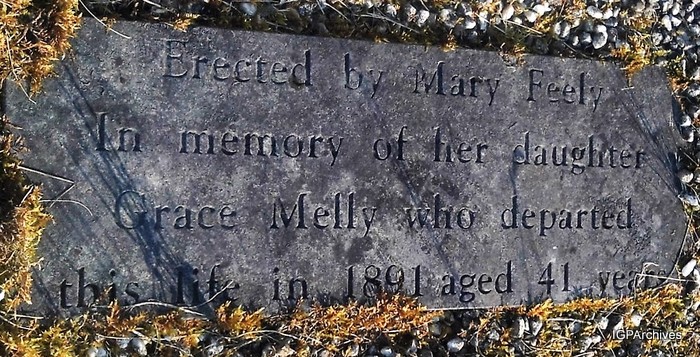 Erected by Mary Feely
In memory of her daughter
Grace Melly who departed
this life in 1891 aged 41 years
IGPArchives